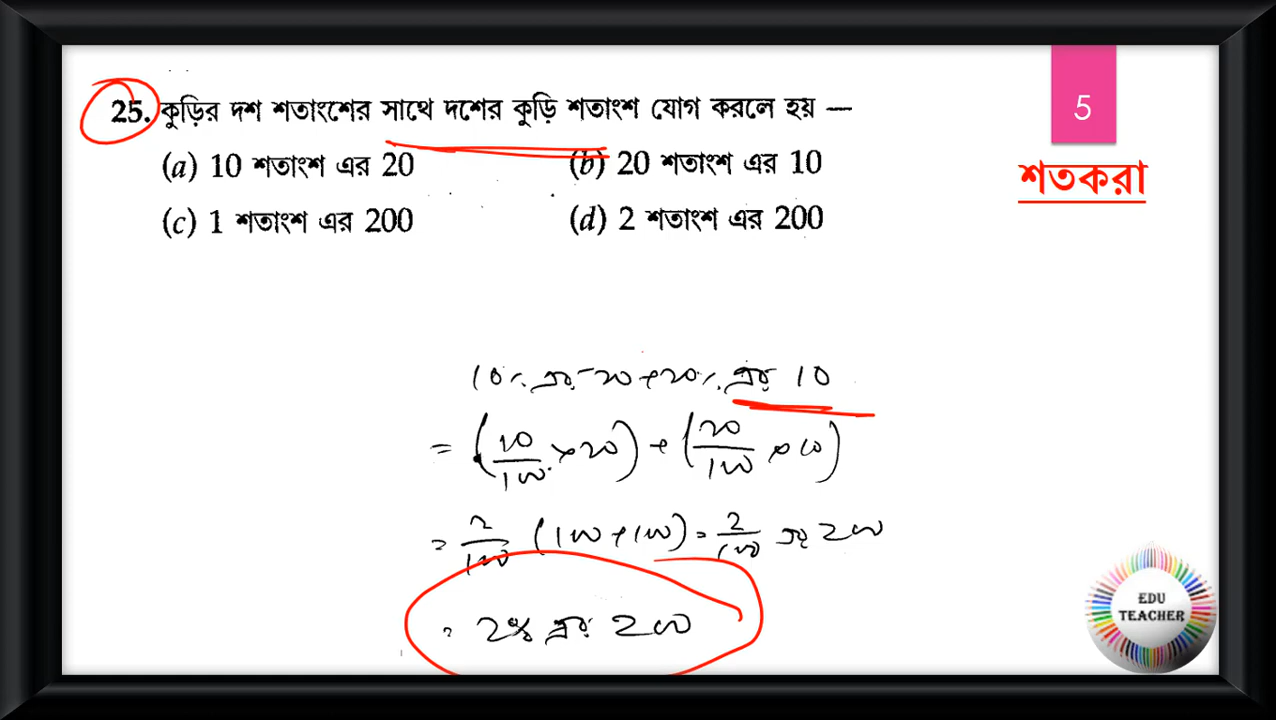 25. কুড়ির দশ শতাংশের সাথে দশের কুড়ি শতাংশ যোগ করলে হয় —
5
(a) 10 শতাংশ এর 20
(b) 20 শতাংশ এর 10
শতকরা
(c) 1 শতাংশ এর 200
(d) 2 শতাংশ এর 200
10% এর 20 + 20% এর 10
= (10/100 × 20) + (20/100 × 10)
= 2/100 (100 + 100) = 2/100 এর 200
= 2% এর 200
EDU
TEACHER